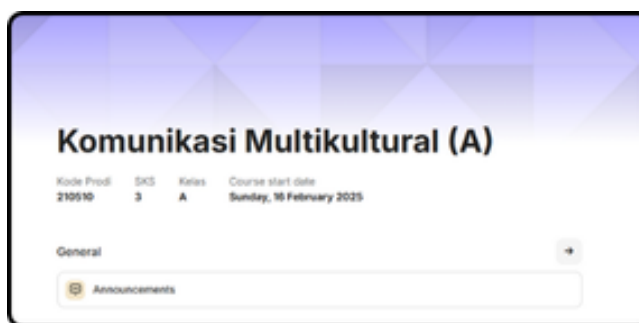 Komunikasi Multikultural (A)
Kode Prodi SKS Kelas Course start date
210510 3 A Sunday, 16 February 2025
General
Announcements